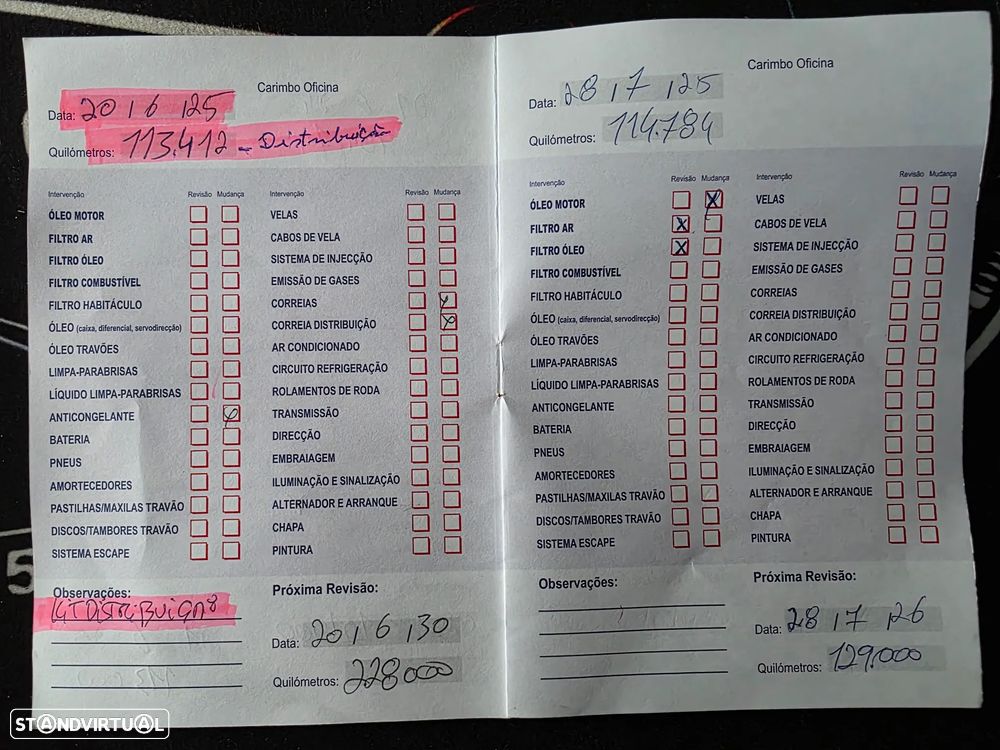 Carimbo Oficina
Data: 20 / 6 / 25
Quilómetros: 113.412 - Distribuição
Intervenção Revisão Mudança
ÓLEO MOTOR
FILTRO AR
FILTRO ÓLEO
FILTRO COMBUSTÍVEL
FILTRO HABITÁCULO
ÓLEO (caixa, diferencial, servodirecção)
ÓLEO TRAVÕES
LIMPA-PARABRISAS
LÍQUIDO LIMPA-PARABRISAS
ANTICONGELANTE
BATERIA
PNEUS
AMORTECEDORES
PASTILHAS/MAXILAS TRAVÃO
DISCOS/TAMBORES TRAVÃO
SISTEMA ESCAPE
Intervenção Revisão Mudança
VELAS
CABOS DE VELA
SISTEMA DE INJECÇÃO
EMISSÃO DE GASES
CORREIAS
CORREIA DISTRIBUIÇÃO
AR CONDICIONADO
CIRCUITO REFRIGERAÇÃO
ROLAMENTOS DE RODA
TRANSMISSÃO
DIRECÇÃO
EMBRAIAGEM
ILUMINAÇÃO E SINALIZAÇÃO
ALTERNADOR E ARRANQUE
CHAPA
PINTURA
Observações:
KIT DISTRIBUIÇÃO
Próxima Revisão:
Data: 20 / 6 / 30
Quilómetros: 228000
Carimbo Oficina
Data: 28 / 7 / 25
Quilómetros: 114.784
Intervenção Revisão Mudança
ÓLEO MOTOR X
FILTRO AR X
FILTRO ÓLEO X
FILTRO COMBUSTÍVEL
FILTRO HABITÁCULO
ÓLEO (caixa, diferencial, servodirecção)
ÓLEO TRAVÕES
LIMPA-PARABRISAS
LÍQUIDO LIMPA-PARABRISAS
ANTICONGELANTE
BATERIA
PNEUS
AMORTECEDORES
PASTILHAS/MAXILAS TRAVÃO
DISCOS/TAMBORES TRAVÃO
SISTEMA ESCAPE
Intervenção Revisão Mudança
VELAS
CABOS DE VELA
SISTEMA DE INJECÇÃO
EMISSÃO DE GASES
CORREIAS
CORREIA DISTRIBUIÇÃO
AR CONDICIONADO
CIRCUITO REFRIGERAÇÃO
ROLAMENTOS DE RODA
TRANSMISSÃO
DIRECÇÃO
EMBRAIAGEM
ILUMINAÇÃO E SINALIZAÇÃO
ALTERNADOR E ARRANQUE
CHAPA
PINTURA
Observações:
Próxima Revisão:
Data: 28 / 7 / 26
Quilómetros: 129.000
5
STANDVIRTUAL